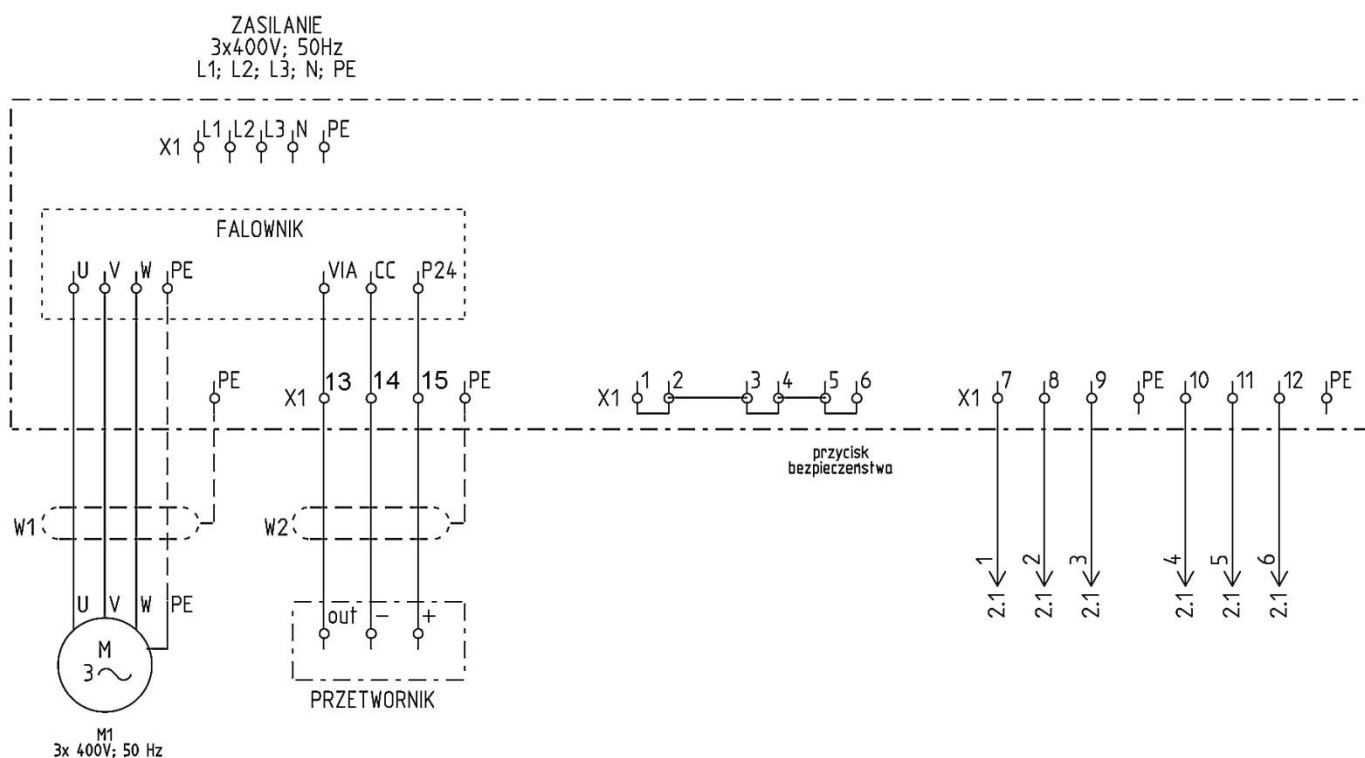 ZASILANIE
3x400V; 50Hz
L1; L2; L3; N; PE
X1 L1 L2 L3 N PE
FALOWNIK
U V W PE VIA CC P24
PE X1 13 14 15 PE X1 1 2 3 4 5 6 X1 7 8 9 PE 10 11 12 PE
przycisk
bezpieczeństwa
W1 W2
1 2 3 4 5 6
2.1 2.1 2.1 2.1 2.1 2.1
U V W PE out - +
M
3~
PRZETWORNIK
M1
3x 400V; 50 Hz